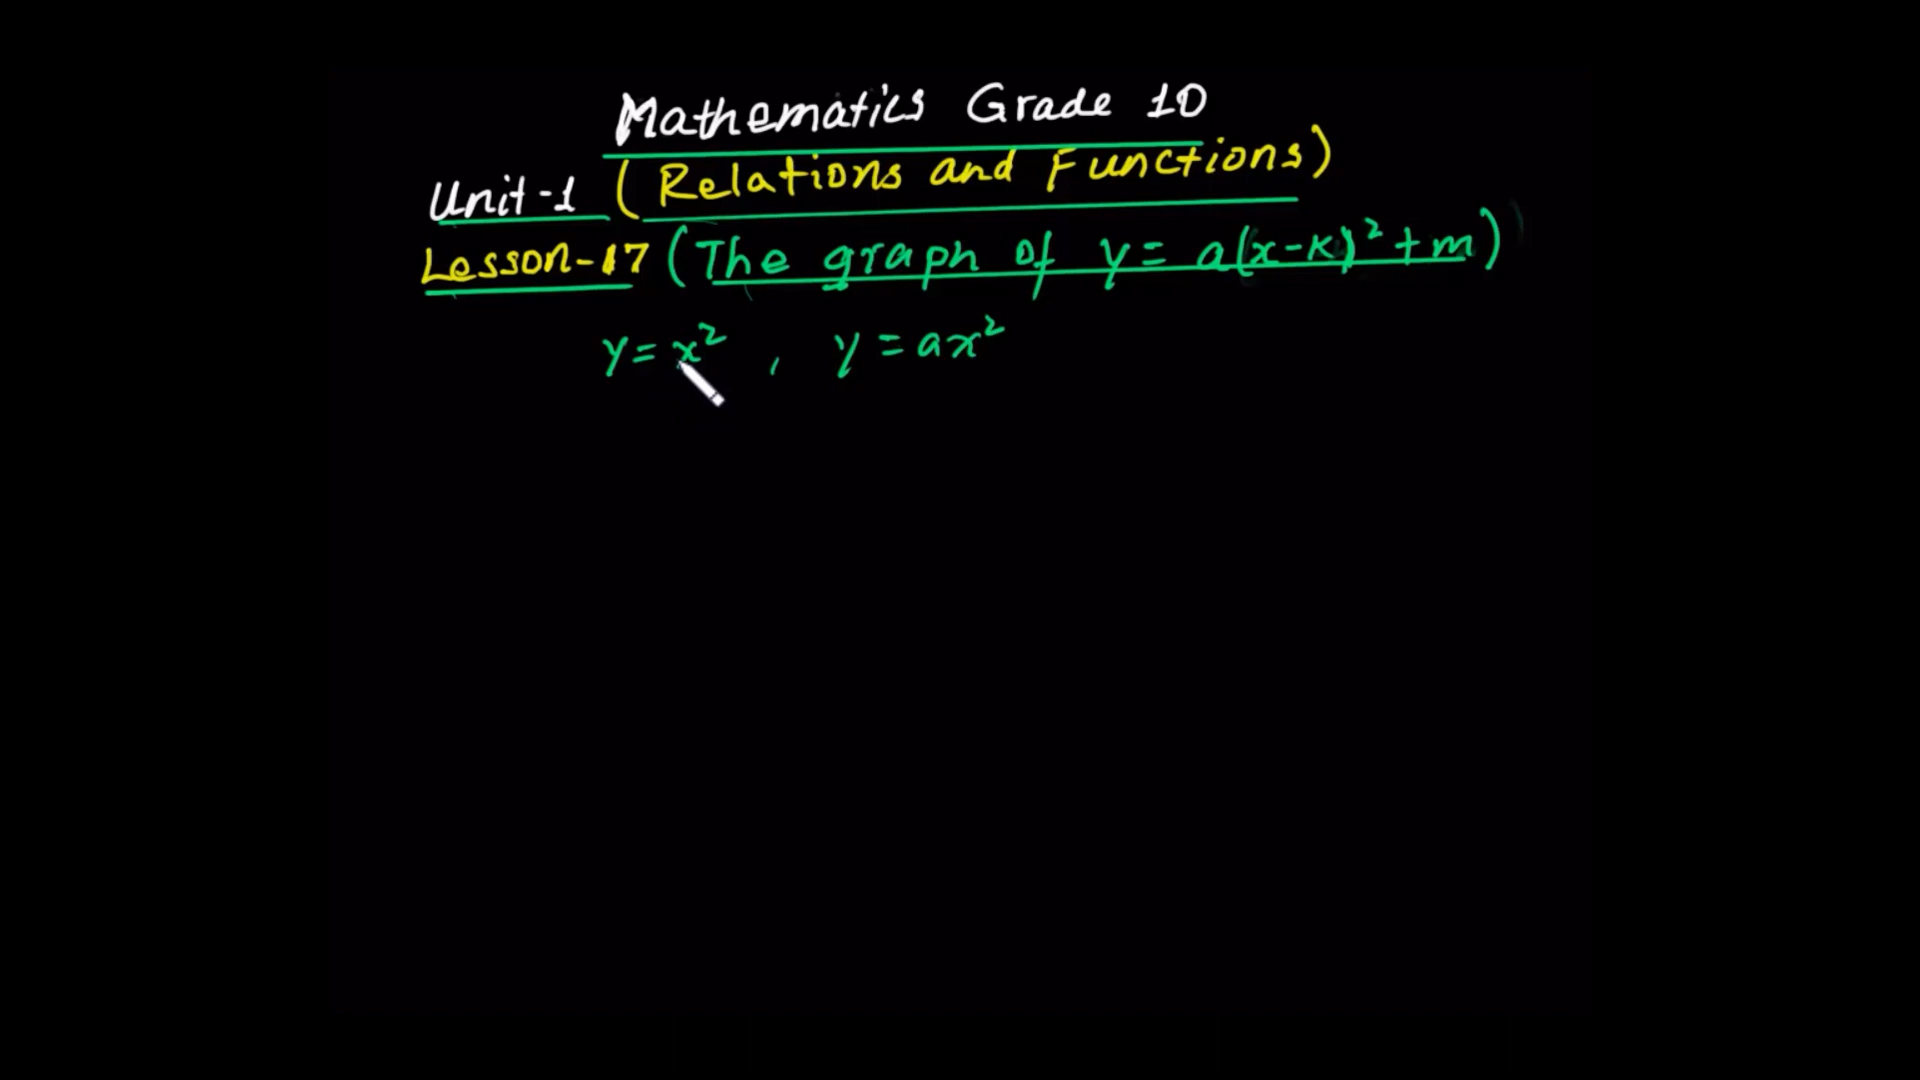 Mathematics Grade 10
Unit-1 (Relations and Functions)
Lesson-17 (The graph of y = a(x-k)² + m)
y = x² , y = ax²